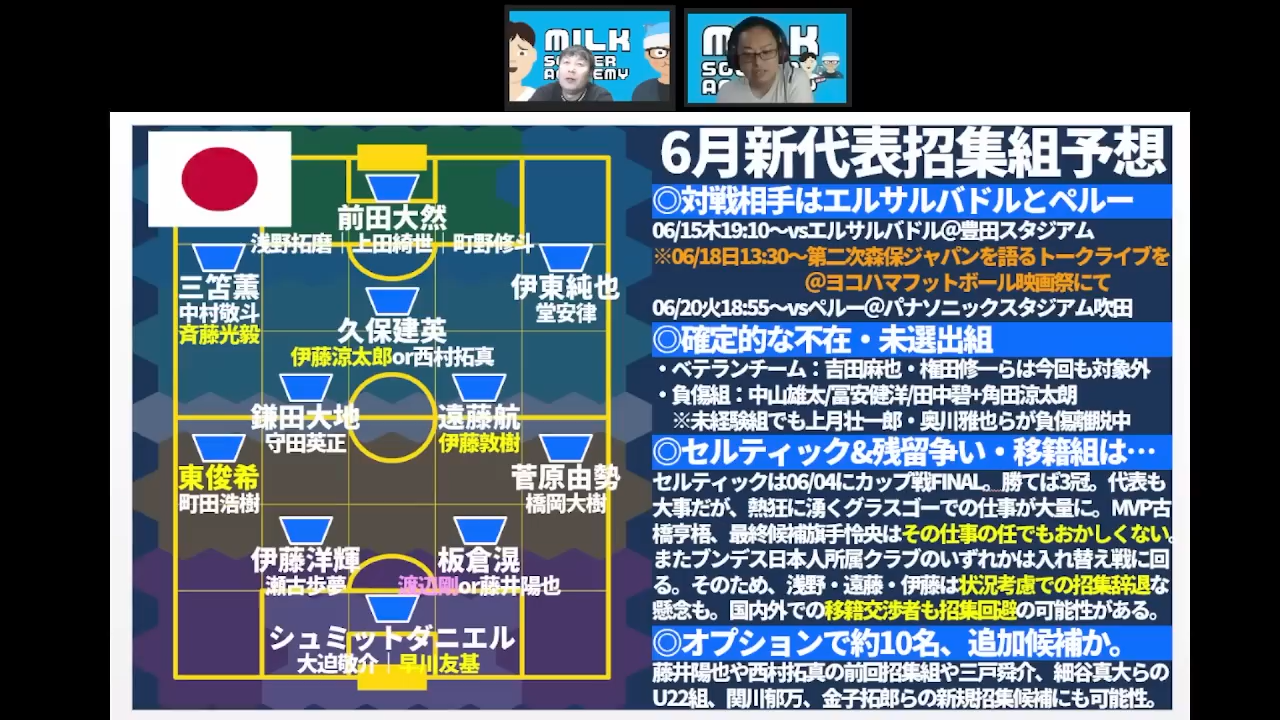 MILK
SOCCER
ACADEMY
6月新代表招集組予想
前田大然
浅野拓磨｜上田綺世｜町野修斗
三笘薫
中村敬斗
斉藤光毅
伊東純也
堂安律
久保建英
伊藤涼太郎or西村拓真
鎌田大地
守田英正
遠藤航
伊藤敦樹
東俊希
町田浩樹
菅原由勢
橋岡大樹
伊藤洋輝
瀬古歩夢
板倉滉
渡辺剛or藤井陽也
シュミットダニエル
大迫敬介｜早川友基
◎対戦相手はエルサルバドルとペルー
06/15木19:10〜vsエルサルバドル@豊田スタジアム
※06/18日13:30〜第二次森保ジャパンを語るトークライブを
@ヨコハマフットボール映画祭にて
06/20火18:55〜vsペルー@パナソニックスタジアム吹田
◎確定的な不在・未選出組
・ベテランチーム：吉田麻也・権田修一らは今回も対象外
・負傷組：中山雄太/冨安健洋/田中碧+角田涼太朗
※未経験組でも上月壮一郎・奥川雅也らが負傷離脱中
◎セルティック&残留争い・移籍組は…
セルティックは06/04にカップ戦FINAL。勝てば3冠。代表も
大事だが、熱狂に湧くグラスゴーでの仕事が大量に。MVP古
橋亨梧、最終候補旗手怜央はその仕事の任でもおかしくない。
またブンデス日本人所属クラブのいずれかは入れ替え戦に回
る。そのため、浅野・遠藤・伊藤は状況考慮での招集辞退な
懸念も。国内外での移籍交渉者も招集回避の可能性がある。
◎オプションで約10名、追加候補か。
藤井陽也や西村拓真の前回招集組や三戸舜介、細谷真大らの
U22組、関川郁万、金子拓郎らの新規招集候補にも可能性。